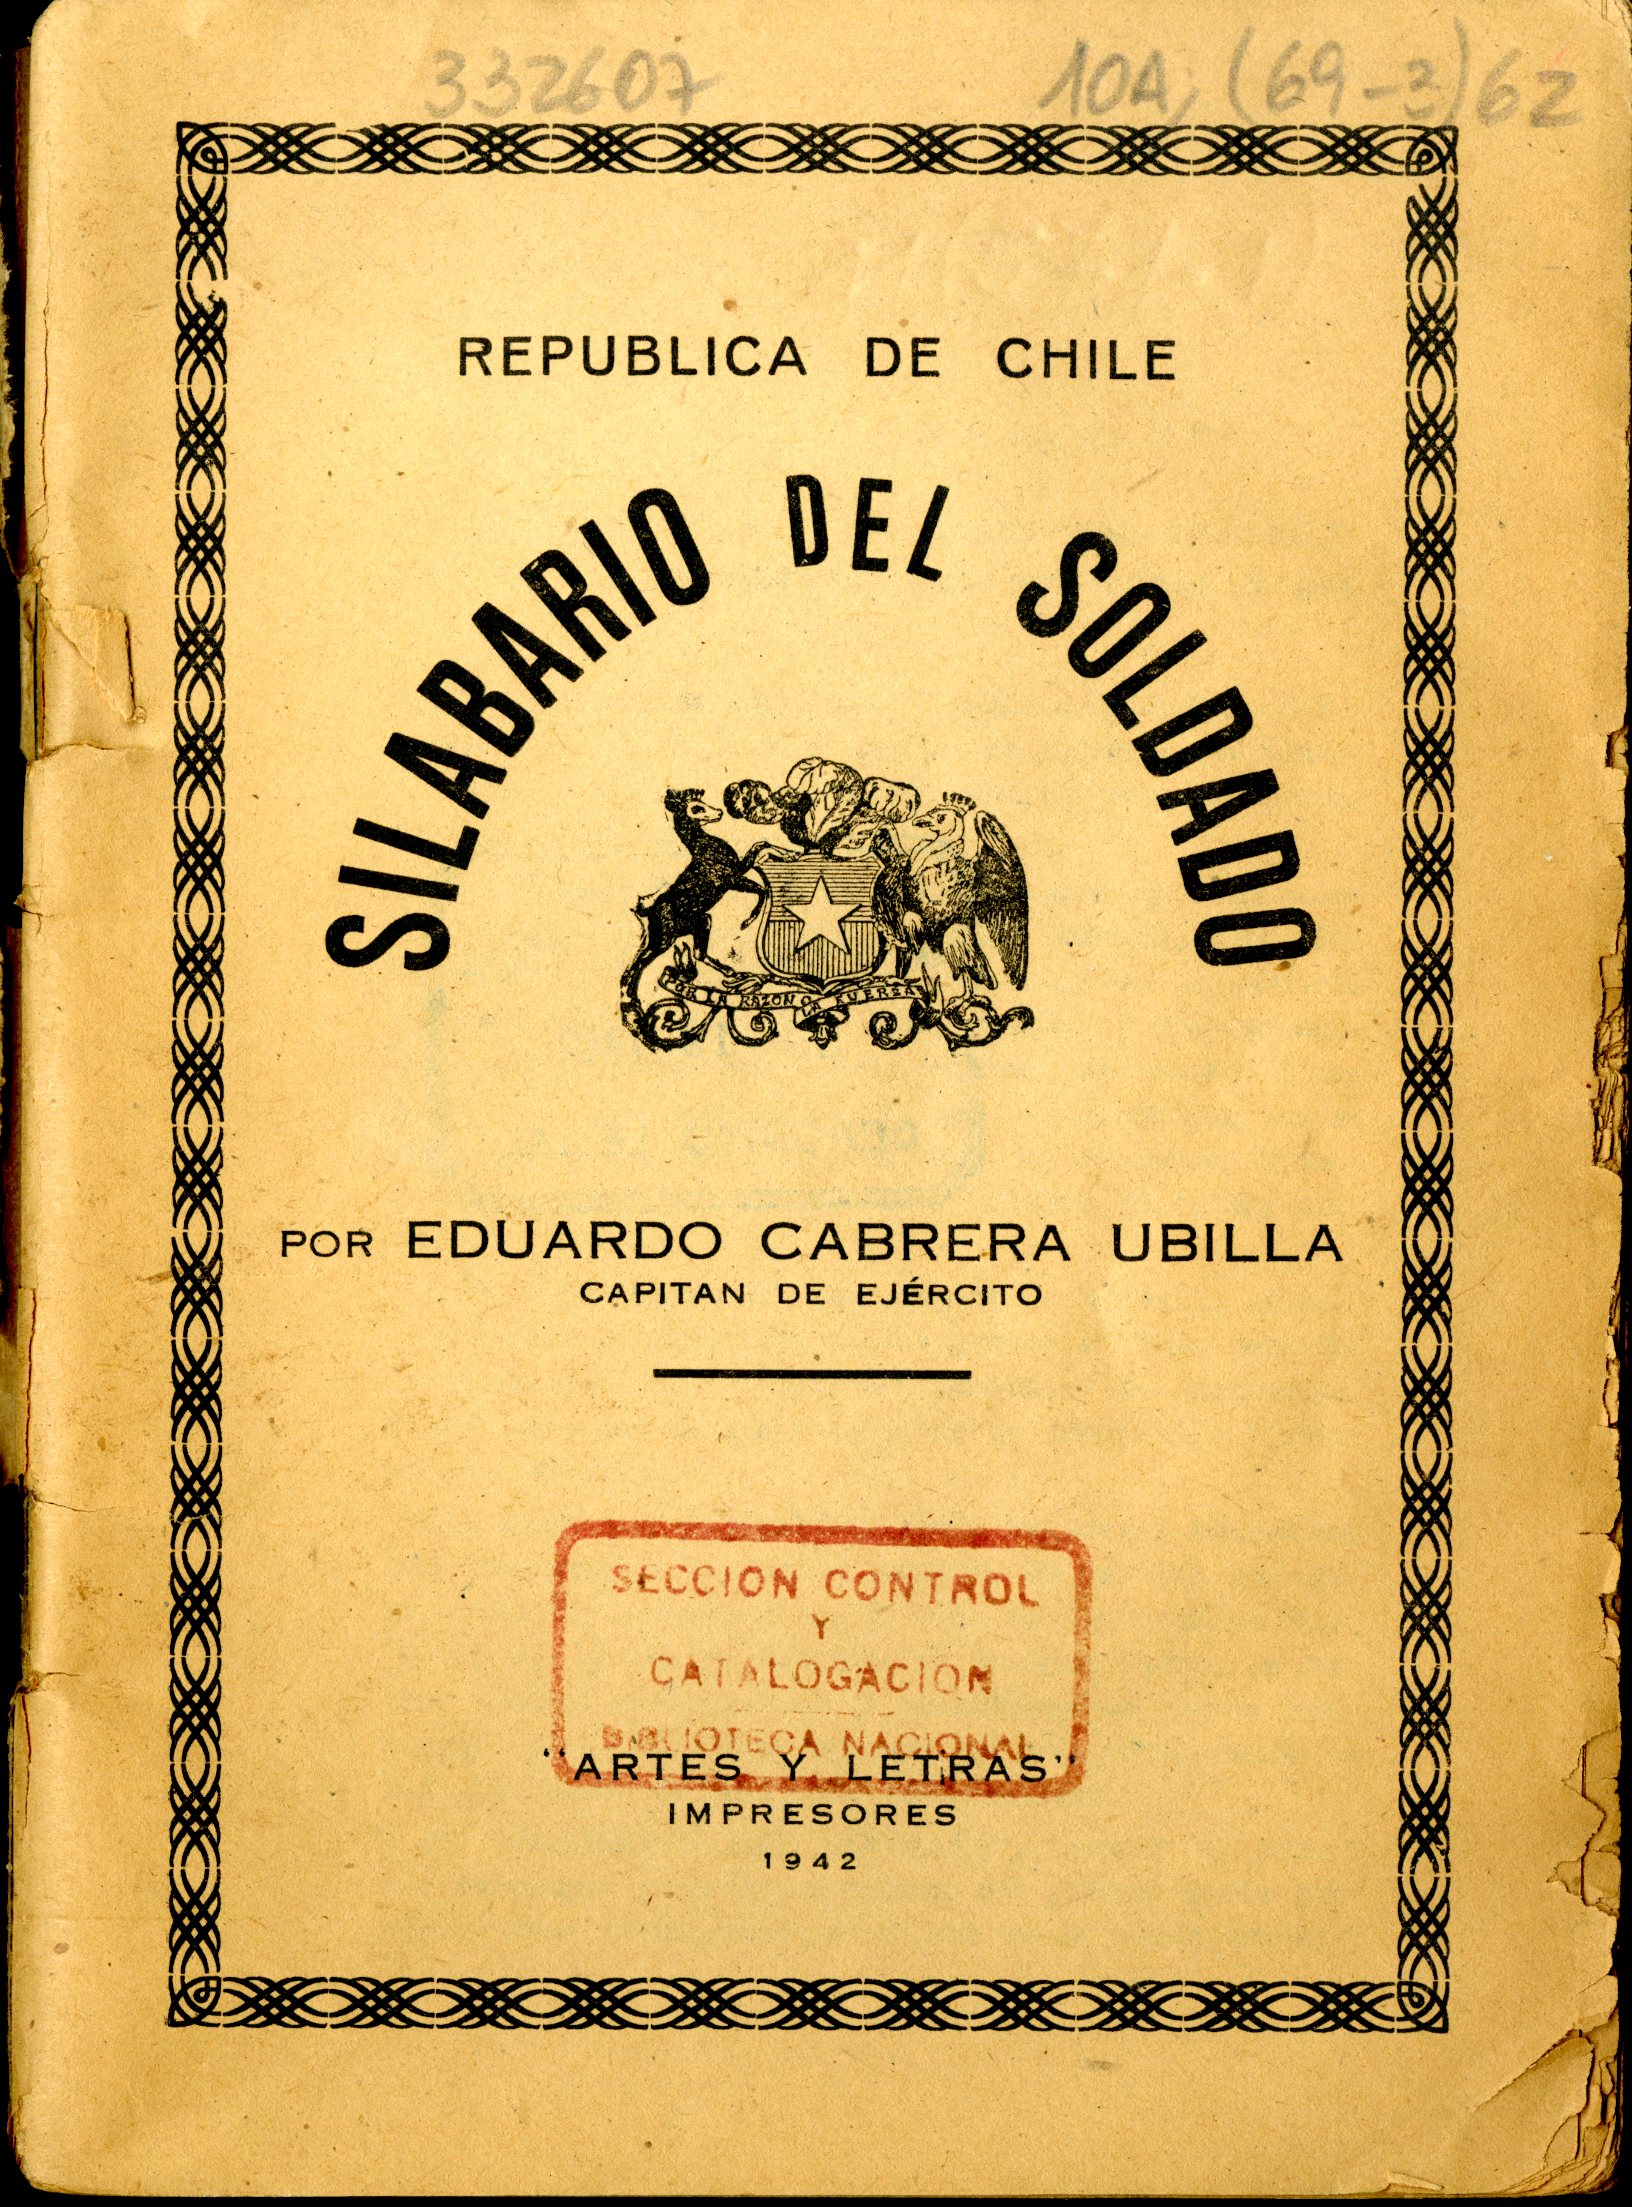 332607 10A; (69-3)62
REPUBLICA DE CHILE
SILABARIO DEL SOLDADO
POR LA RAZON O LA FUERZA
POR EDUARDO CABRERA UBILLA
CAPITAN DE EJÉRCITO
SECCION CONTROL
Y
CATALOGACION
BIBLIOTECA NACIONAL
"ARTES Y LETRAS"
IMPRESORES
1942